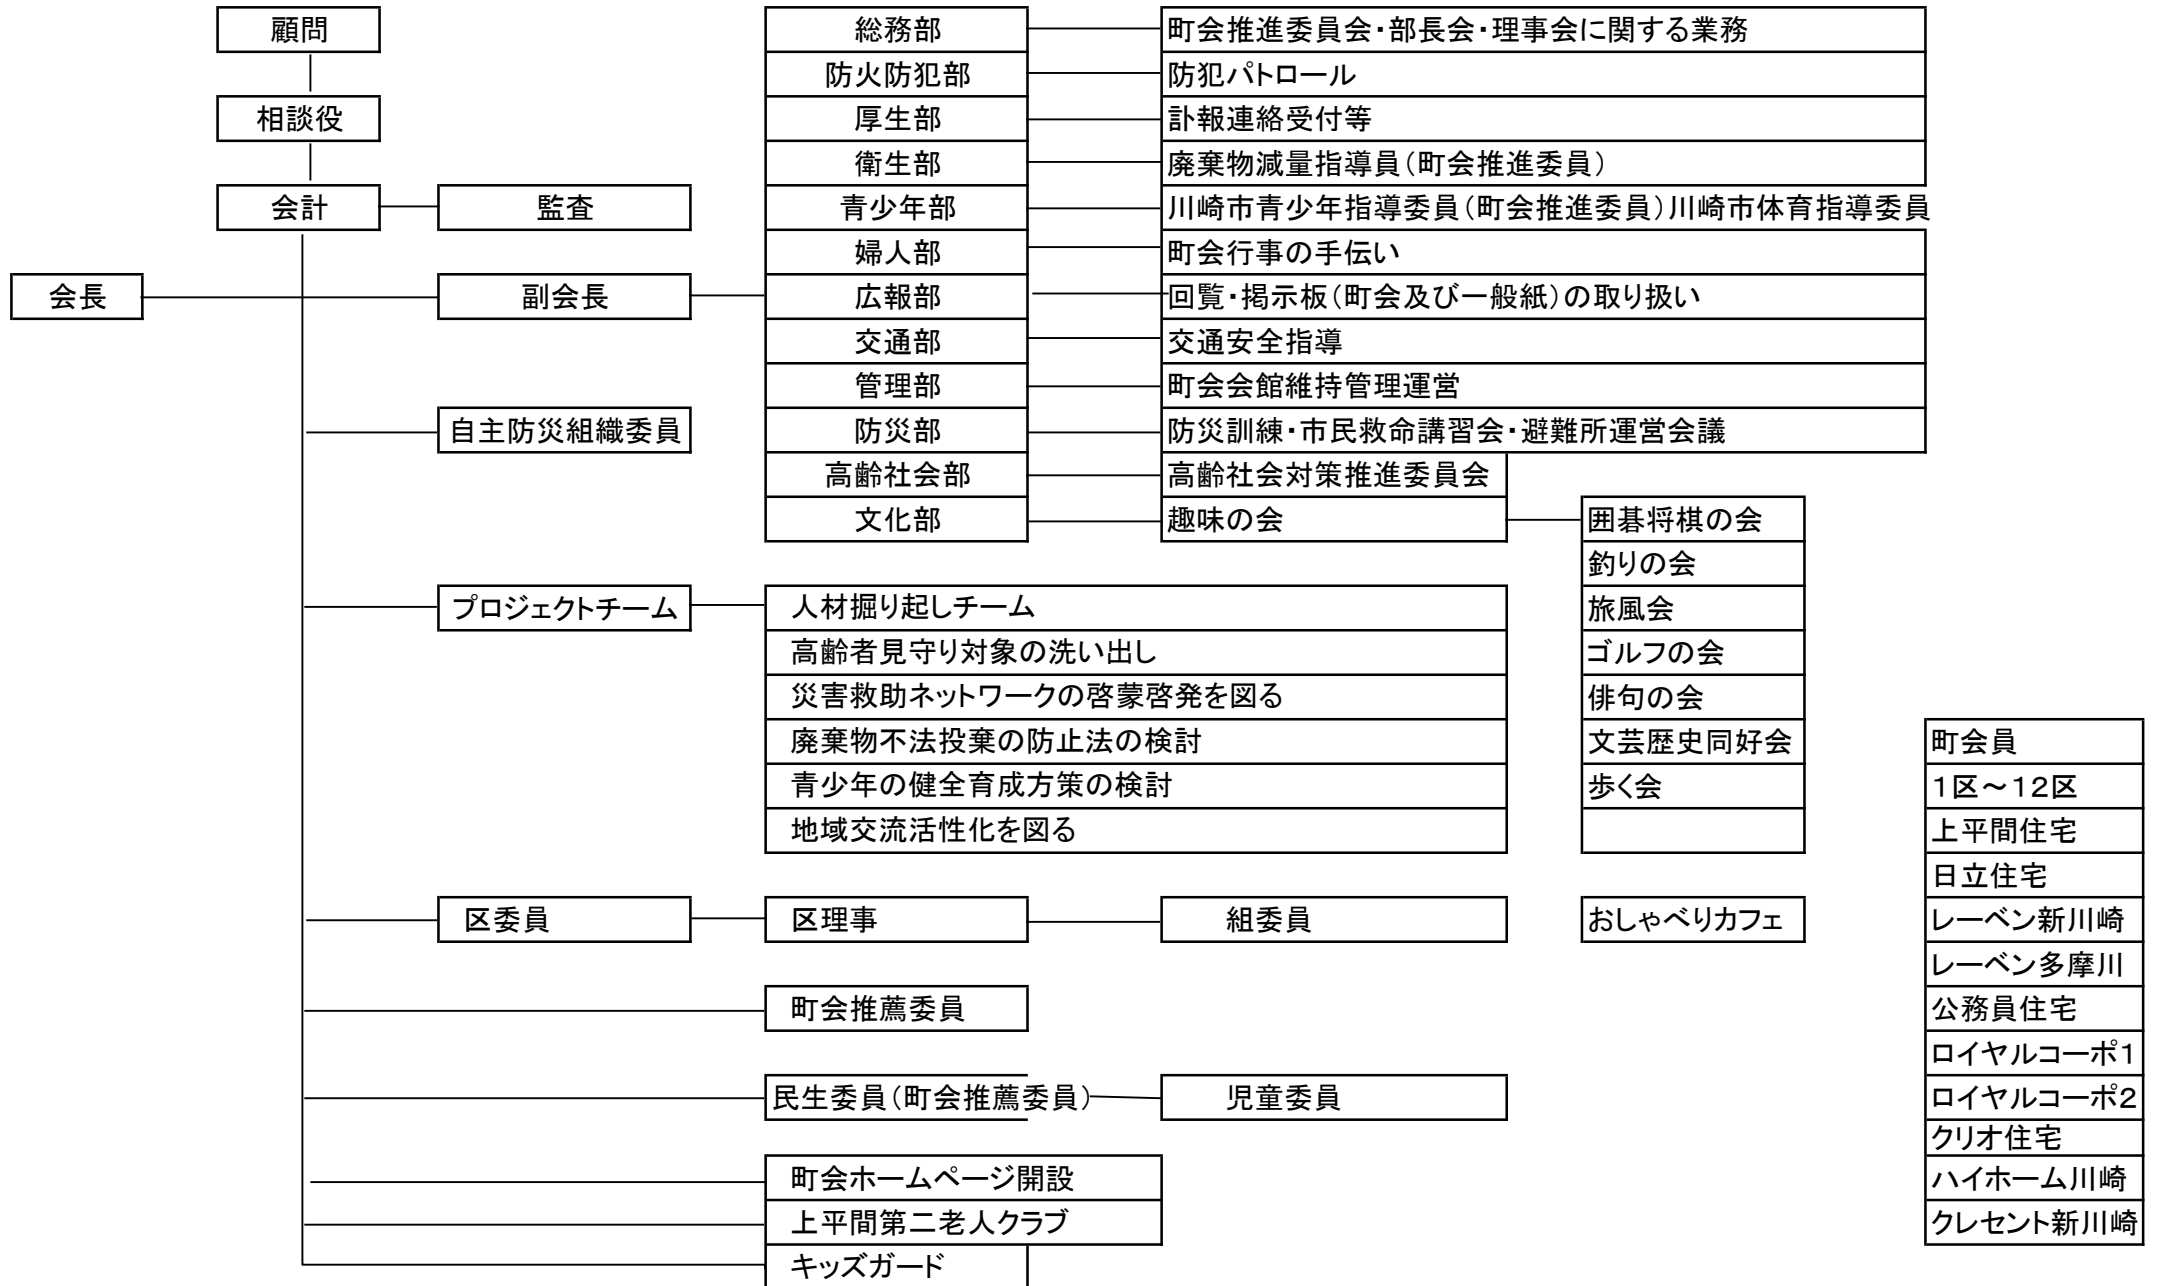 顧問
相談役
会計
監査
会長
副会長
自主防災組織委員
プロジェクトチーム
区委員
総務部
町会推進委員会・部長会・理事会に関する業務
防火防犯部
防犯パトロール
厚生部
訃報連絡受付等
衛生部
廃棄物減量指導員（町会推進委員）
青少年部
川崎市青少年指導委員（町会推進委員）川崎市体育指導委員
婦人部
町会行事の手伝い
広報部
回覧・掲示板（町会及び一般紙）の取り扱い
交通部
交通安全指導
管理部
町会会館維持管理運営
防災部
防災訓練・市民救命講習会・避難所運営会議
高齢社会部
高齢社会対策推進委員会
文化部
趣味の会
囲碁将棋の会
釣りの会
旅風会
ゴルフの会
俳句の会
文芸歴史同好会
歩く会
人材掘り起しチーム
高齢者見守り対象の洗い出し
災害救助ネットワークの啓蒙啓発を図る
廃棄物不法投棄の防止法の検討
青少年の健全育成方策の検討
地域交流活性化を図る
区理事
組委員
おしゃべりカフェ
町会推薦委員
民生委員（町会推薦委員）
児童委員
町会ホームページ開設
上平間第二老人クラブ
キッズガード
町会員
1区～12区
上平間住宅
日立住宅
レーベン新川崎
レーベン多摩川
公務員住宅
ロイヤルコーポ1
ロイヤルコーポ2
クリオ住宅
ハイホーム川崎
クレセント新川崎